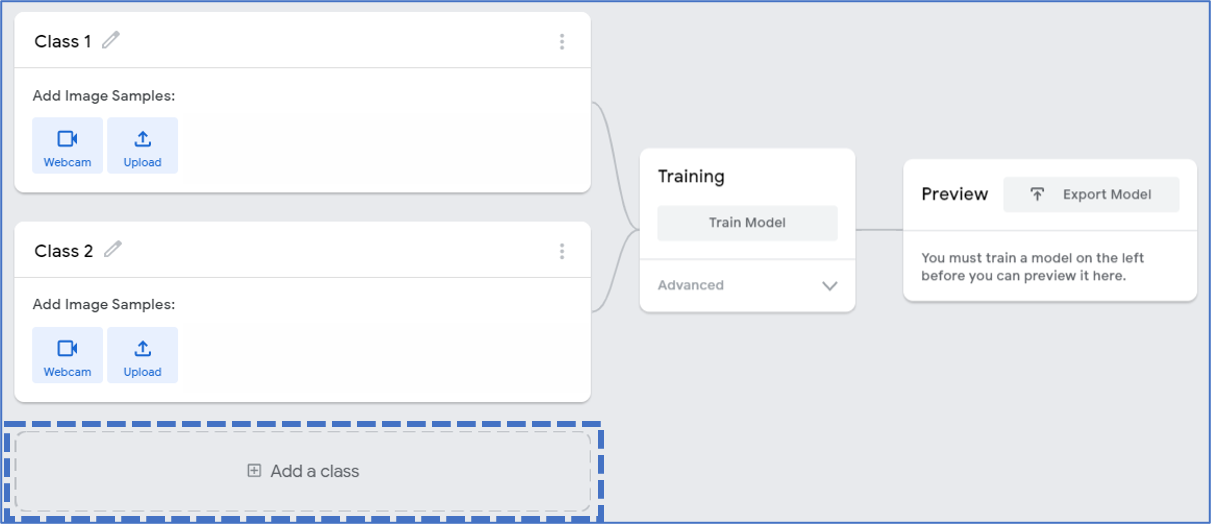 Class 1
Add Image Samples:
Webcam
Upload
Class 2
Add Image Samples:
Webcam
Upload
Add a class
Training
Train Model
Advanced
Preview
Export Model
You must train a model on the left
before you can preview it here.